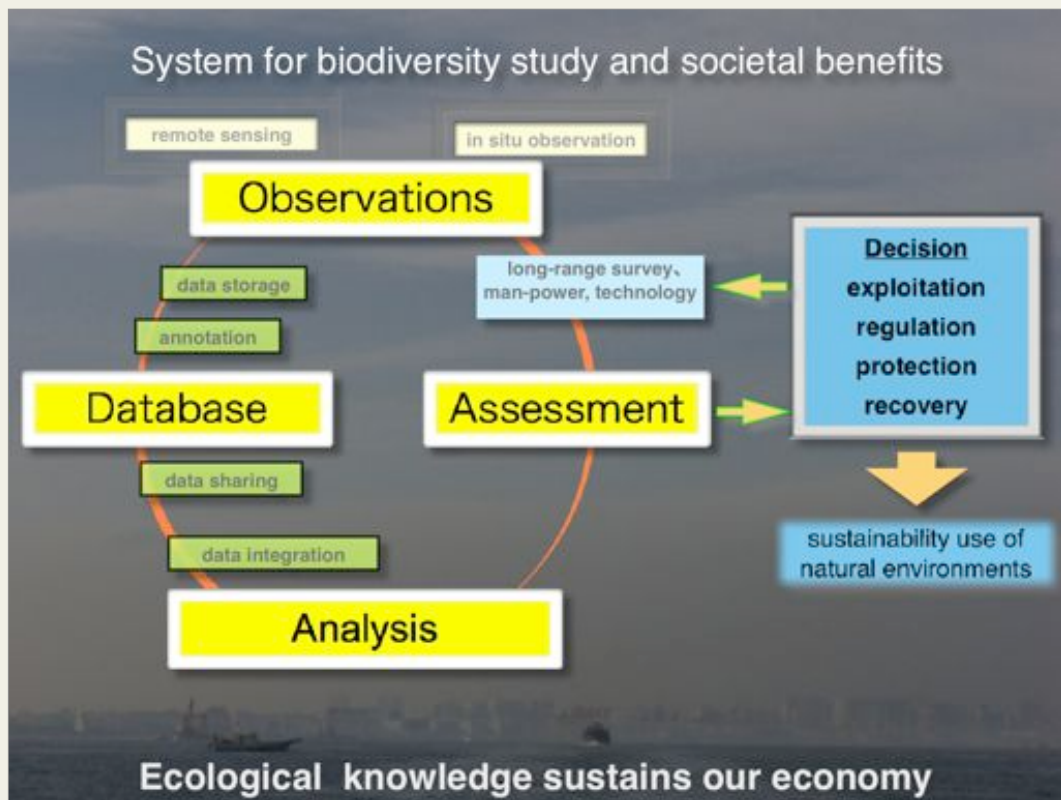 System for biodiversity study and societal benefits
remote sensing
in situ observation
Observations
data storage
long-range survey、
man-power, technology
annotation
Database
Assessment
data sharing
data integration
Analysis
Decision
exploitation
regulation
protection
recovery
sustainability use of
natural environments
Ecological knowledge sustains our economy